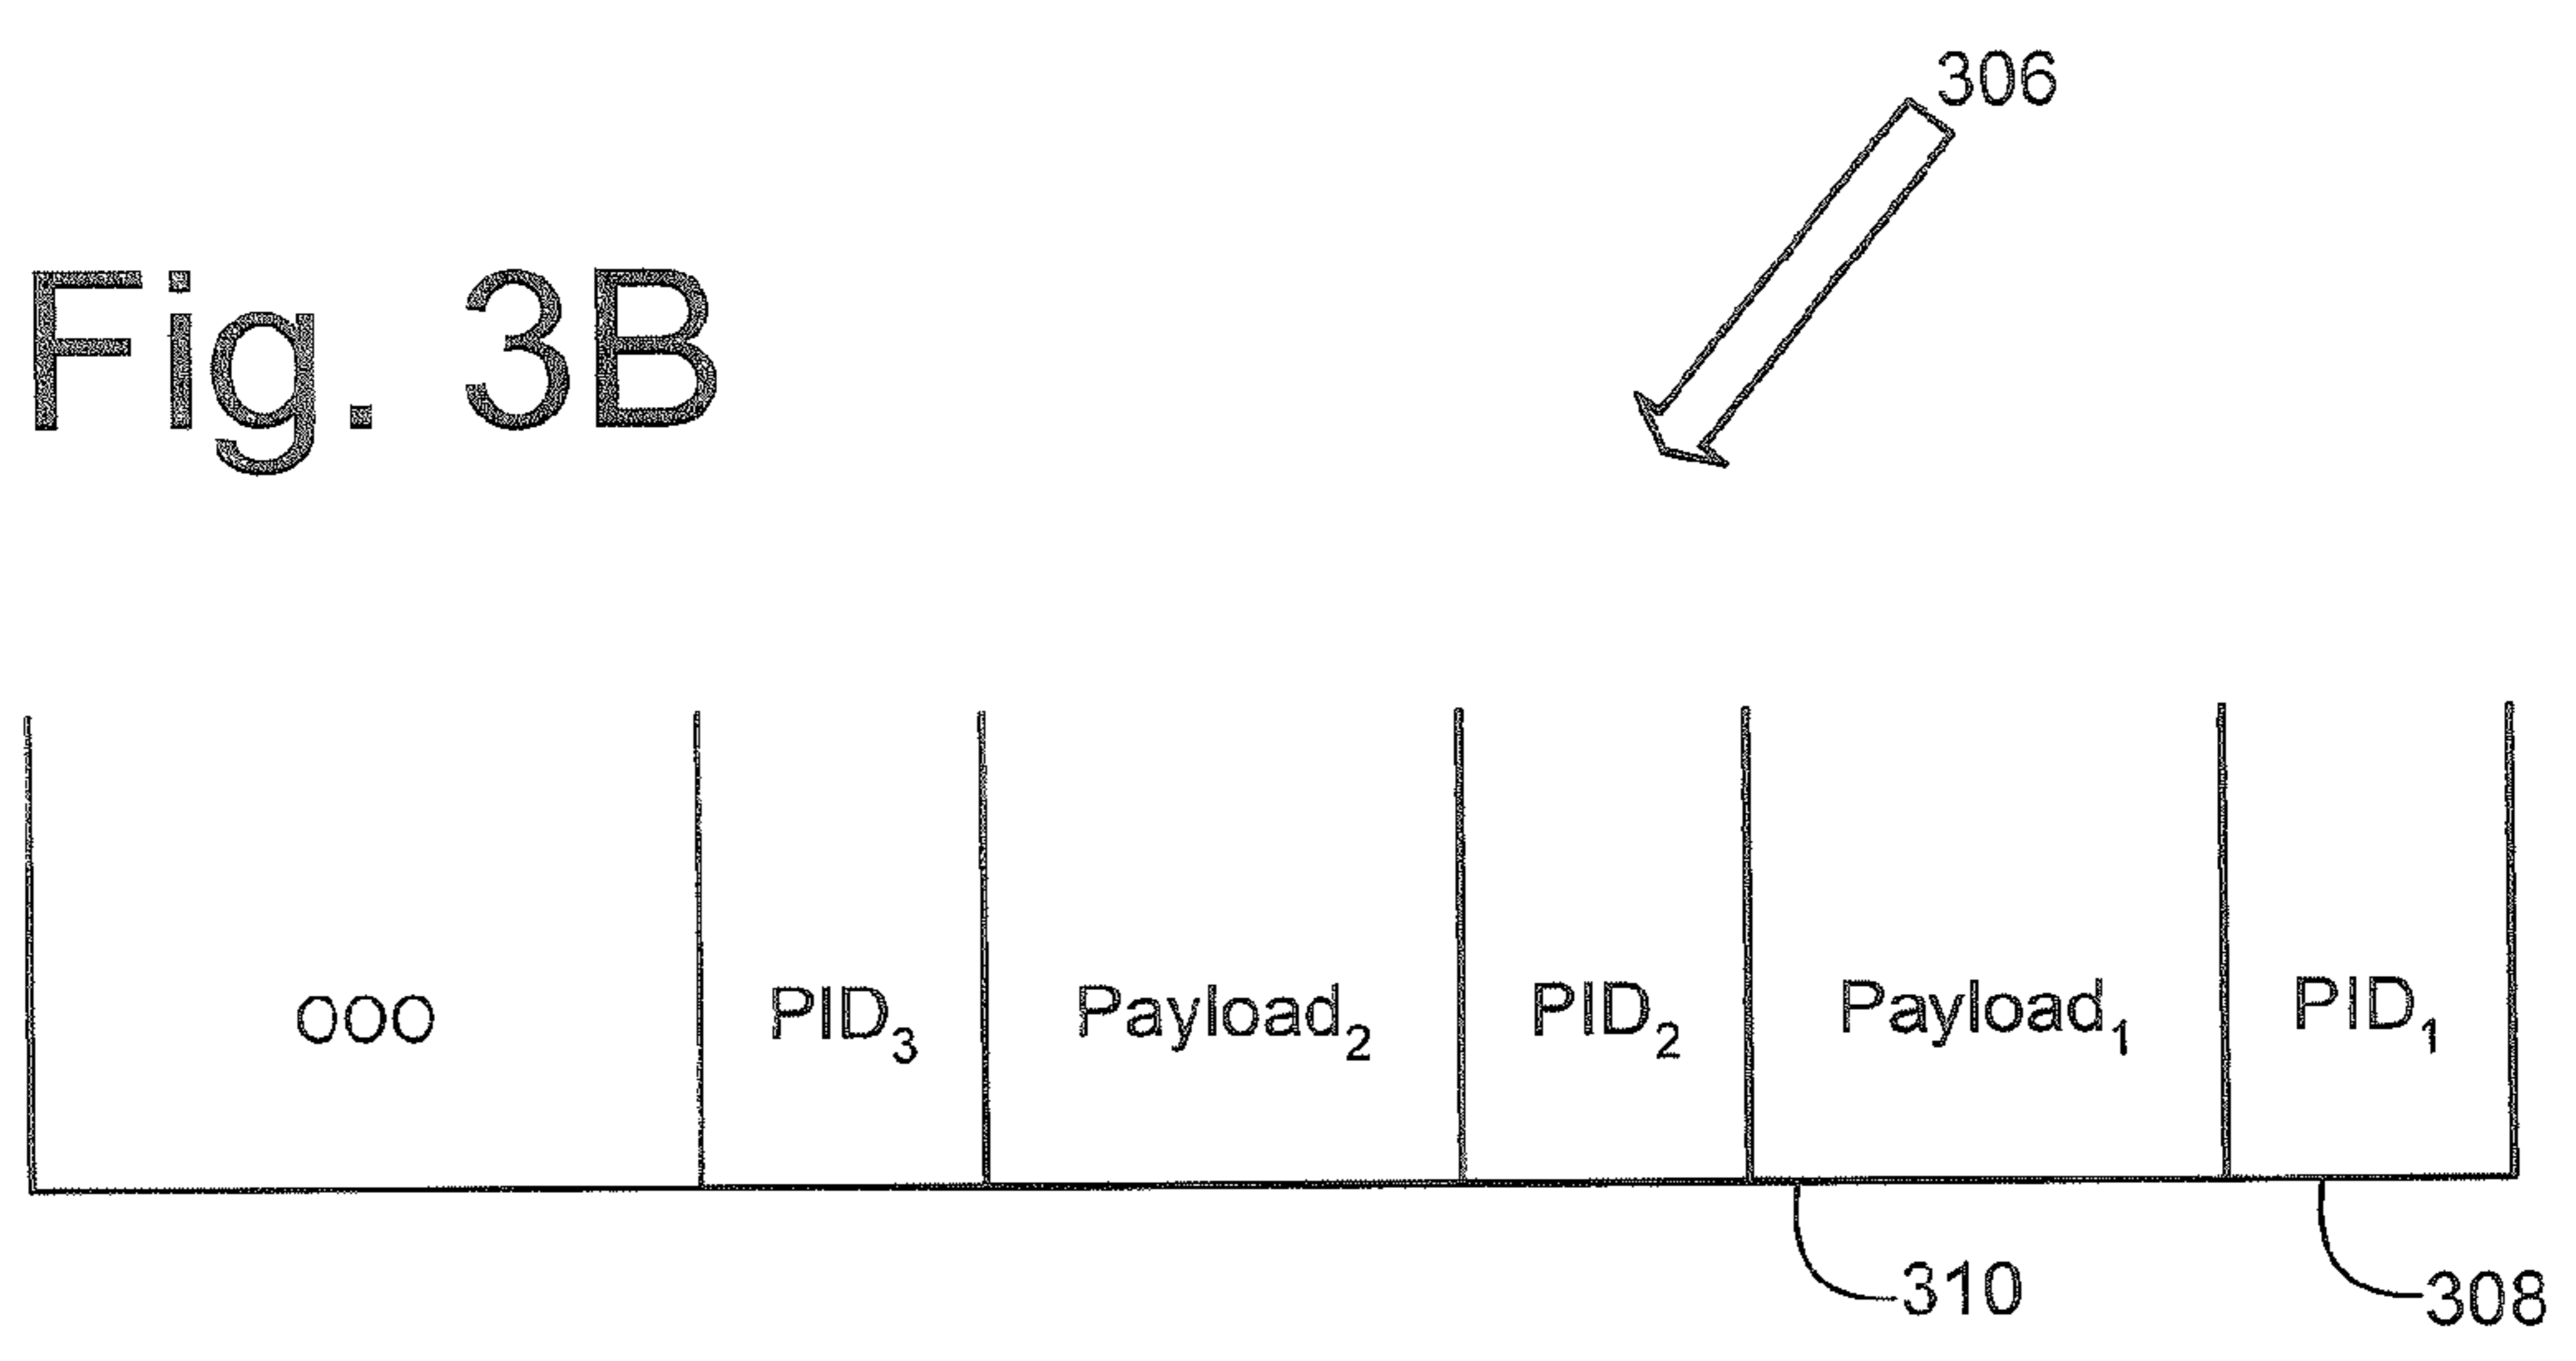 306
Fig. 3B
ooo PID₃ Payload₂ PID₂ Payload₁ PID₁
310
308